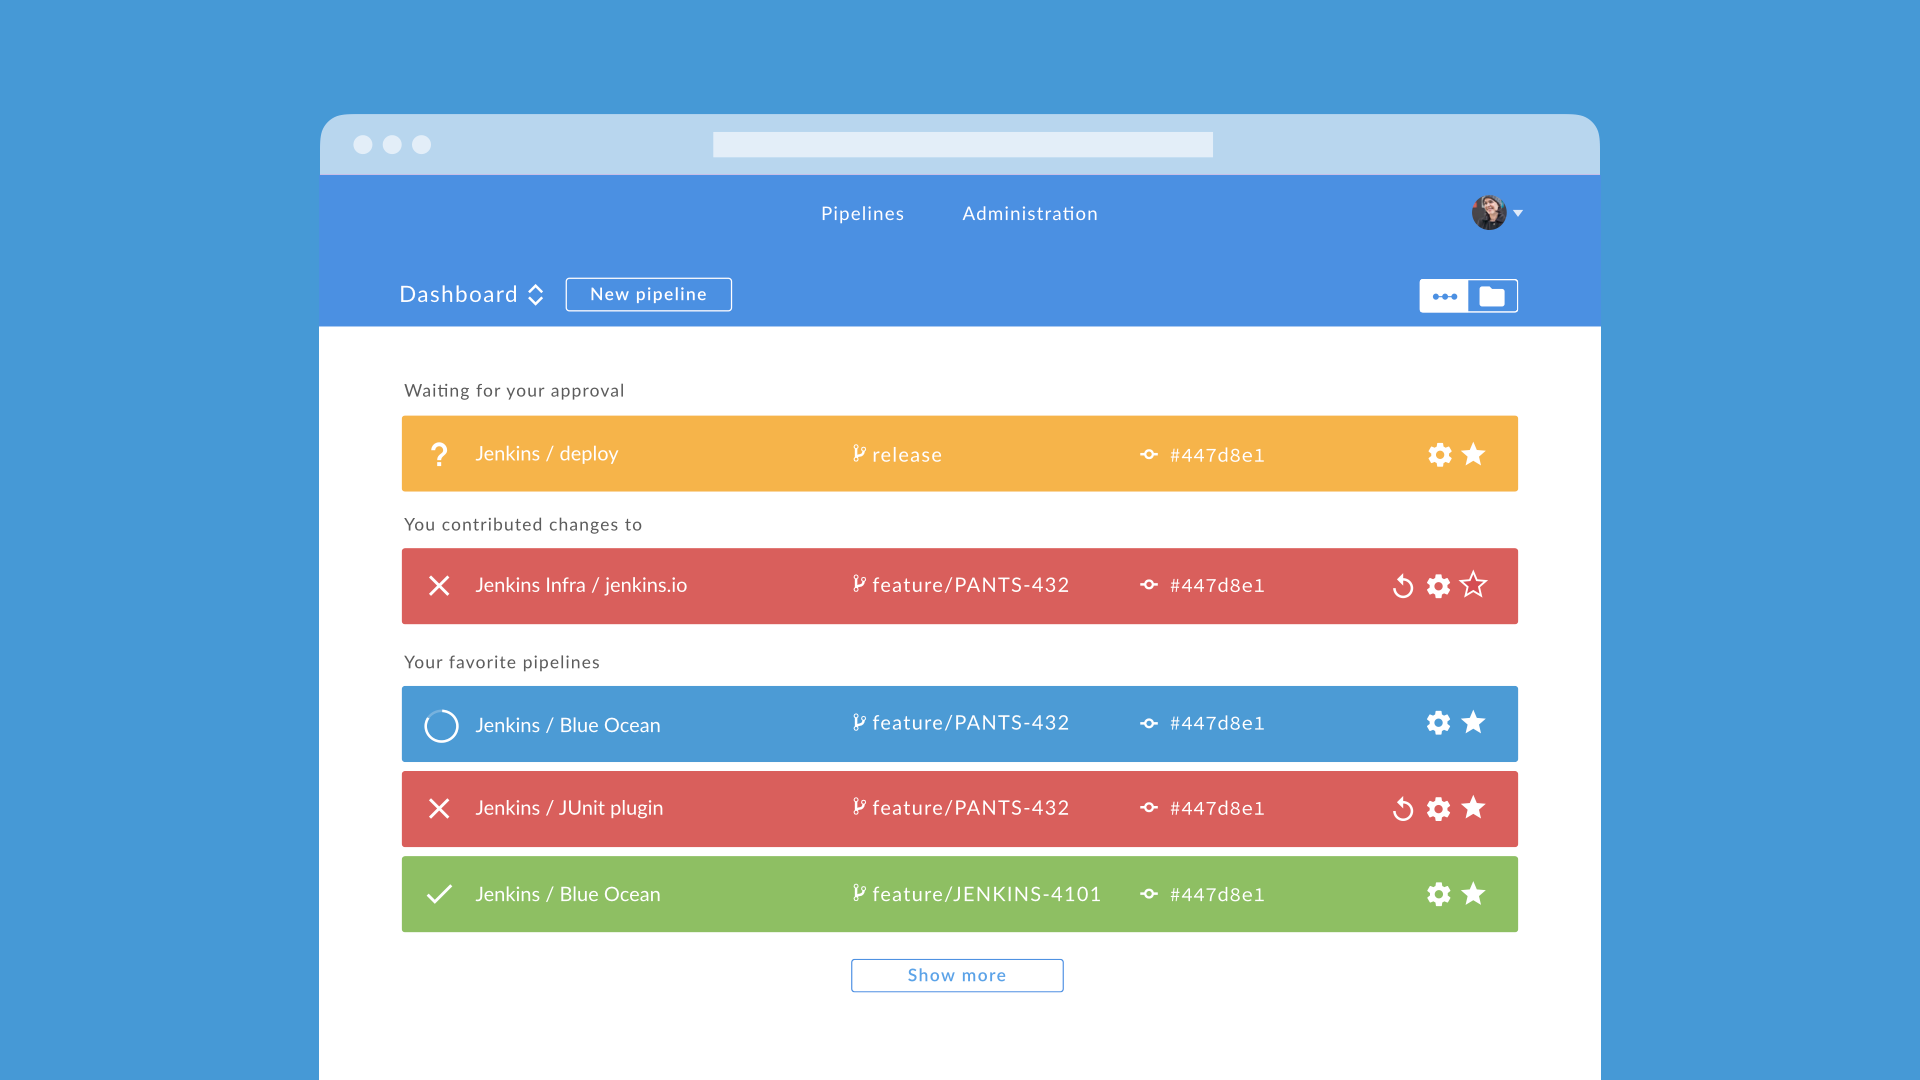 Pipelines Administration
Dashboard New pipeline
Waiting for your approval
? Jenkins / deploy release #447d8e1
You contributed changes to
Jenkins Infra / jenkins.io feature/PANTS-432 #447d8e1
Your favorite pipelines
Jenkins / Blue Ocean feature/PANTS-432 #447d8e1
Jenkins / JUnit plugin feature/PANTS-432 #447d8e1
Jenkins / Blue Ocean feature/JENKINS-4101 #447d8e1
Show more